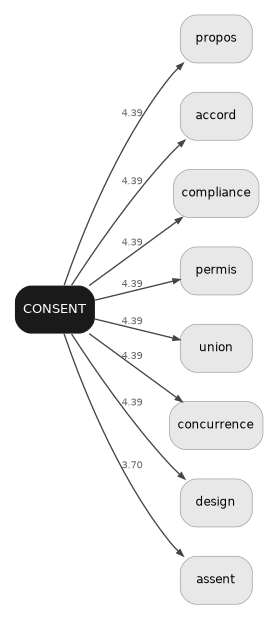 propos
4.39
accord
4.39
compliance
4.39
permis
4.39
CONSENT
4.39
union
4.39
concurrence
4.39
design
3.70
assent